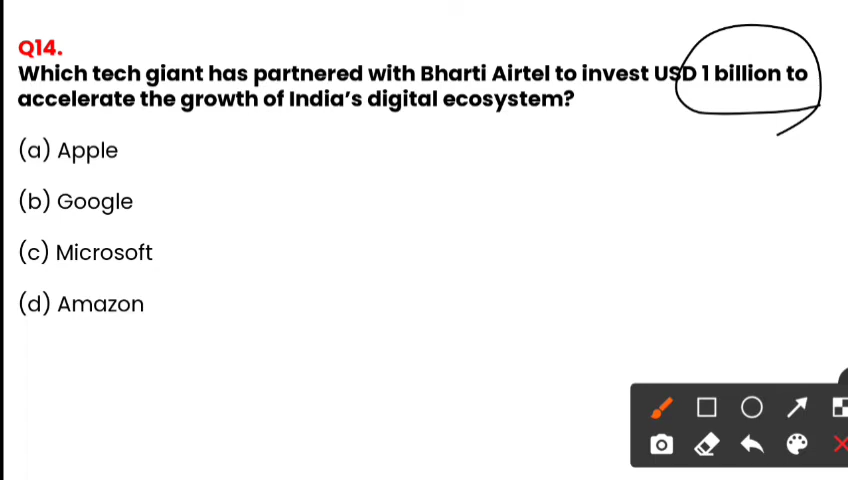 Q14.
Which tech giant has partnered with Bharti Airtel to invest USD 1 billion to
accelerate the growth of India's digital ecosystem?
(a) Apple
(b) Google
(c) Microsoft
(d) Amazon